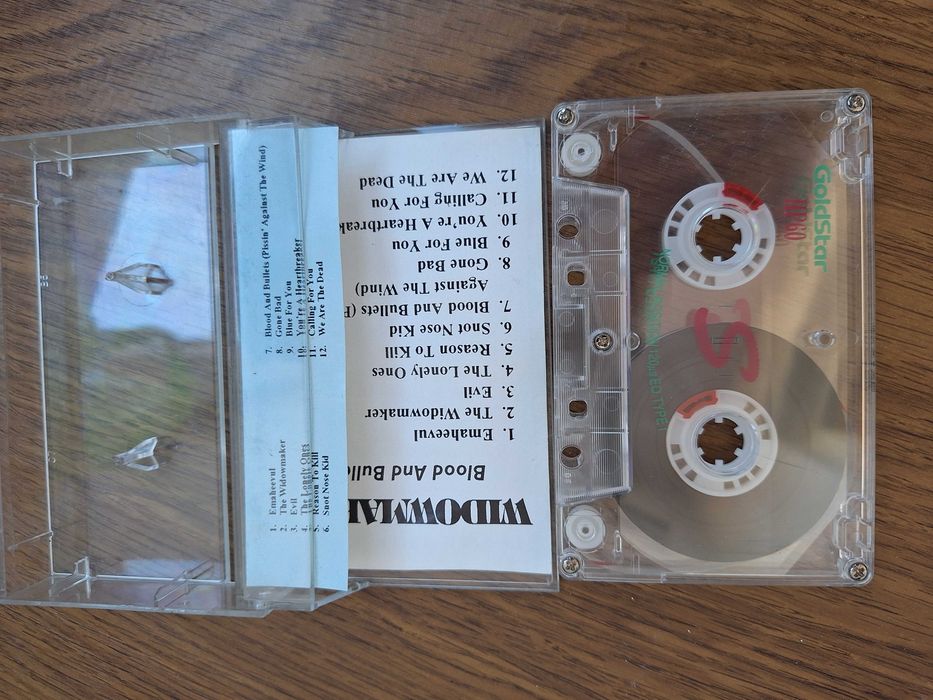 WIDOWMA
Blood And Bulle
1. Emaheevul
2. The Widowmaker
3. Evil
4. The Lonely Ones
5. Reason To Kill
6. Snot Nose Kid
7. Blood And Bullets (P
Against The Wind)
8. Gone Bad
9. Blue For You
10. You're A Heartbreak
11. Calling For You
12. We Are The Dead
1. Emaheevul
2. The Widowmaker
3. Evil
4. The Lonely Ones
5. Reason To Kill
6. Snot Nose Kid
7. Blood And Bullets (Pissin' Against The Wind)
8. Gone Bad
9. Blue For You
10. You're A Heartbreaker
11. Calling For You
12. We Are The Dead
GoldStar
S